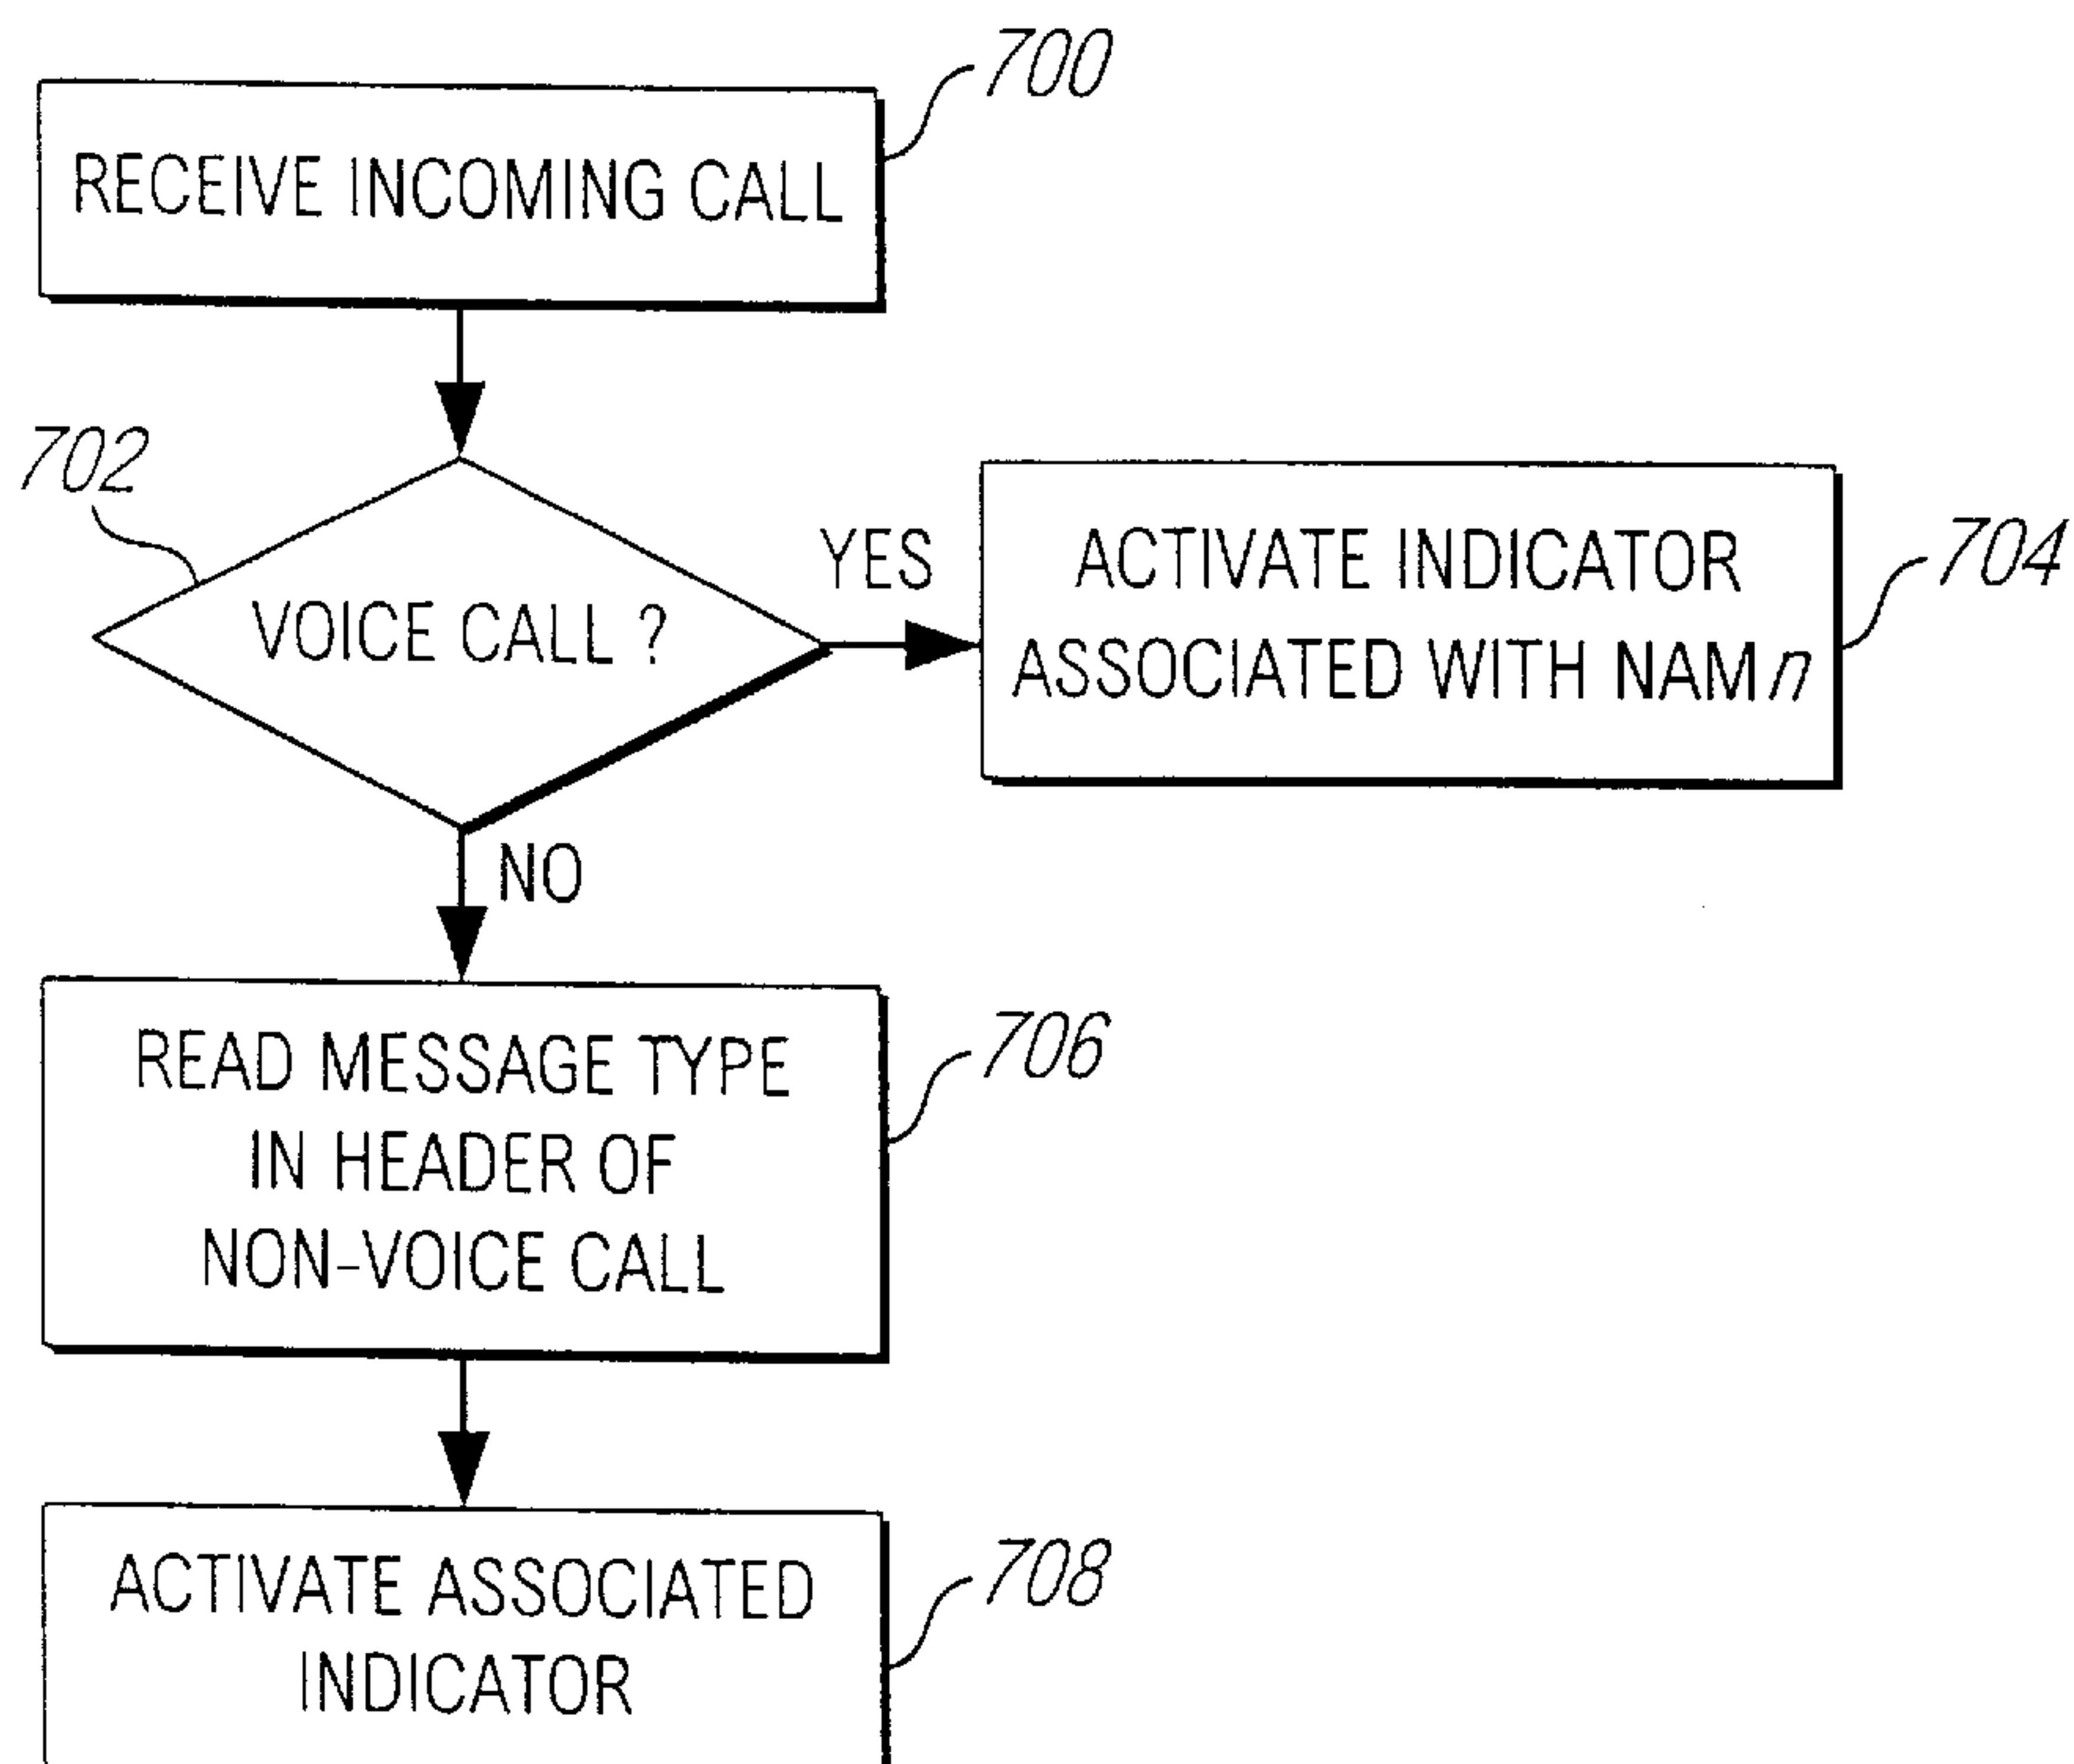 700
RECEIVE INCOMING CALL
702
VOICE CALL ?
YES
ACTIVATE INDICATOR
ASSOCIATED WITH NAM n
704
NO
READ MESSAGE TYPE
IN HEADER OF
NON-VOICE CALL
706
ACTIVATE ASSOCIATED
INDICATOR
708